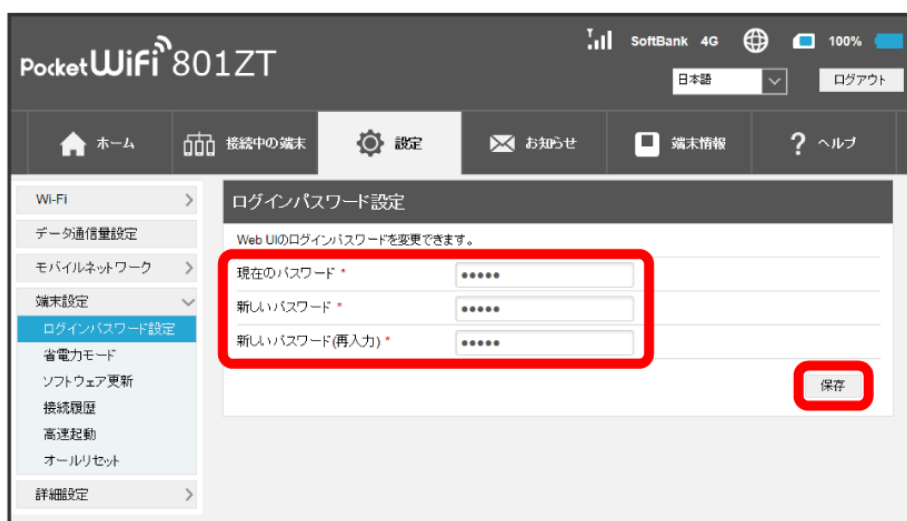 SoftBank 4G 100%
Pocket WiFi 801ZT
日本語 ログアウト
ホーム 接続中の端末 設定 お知らせ 端末情報 ? ヘルプ
Wi-Fi
データ通信量設定
モバイルネットワーク
端末設定
ログインパスワード設定
省電力モード
ソフトウェア更新
接続履歴
高速起動
オールリセット
詳細設定
ログインパスワード設定
Web UIのログインパスワードを変更できます。
現在のパスワード * •••••
新しいパスワード * •••••
新しいパスワード(再入力) * •••••
保存